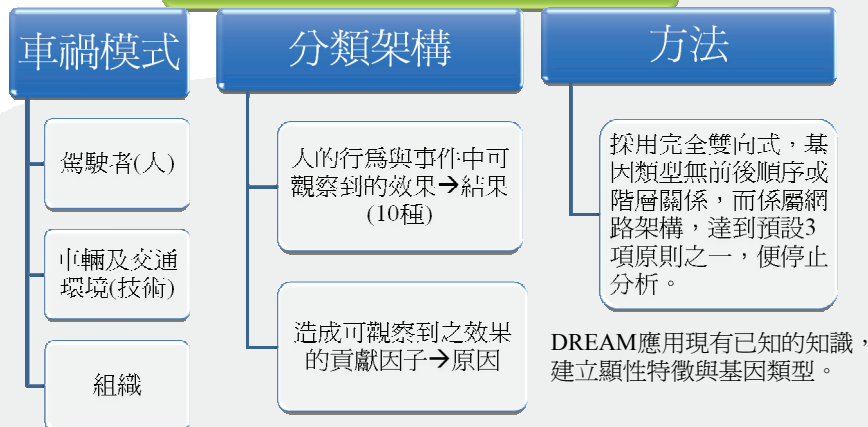 車禍模式
駕駛者(人)
車輛及交通
環境(技術)
組織
分類架構
人的行為與事件中可
觀察到的效果→結果
(10種)
造成可觀察到之效果
的貢獻因子→原因
方法
採用完全雙向式，基
因類型無前後順序或
階層關係，而係屬網
路架構，達到預設3
項原則之一，便停止
分析。
DREAM應用現有已知的知識，
建立顯性特徵與基因類型。